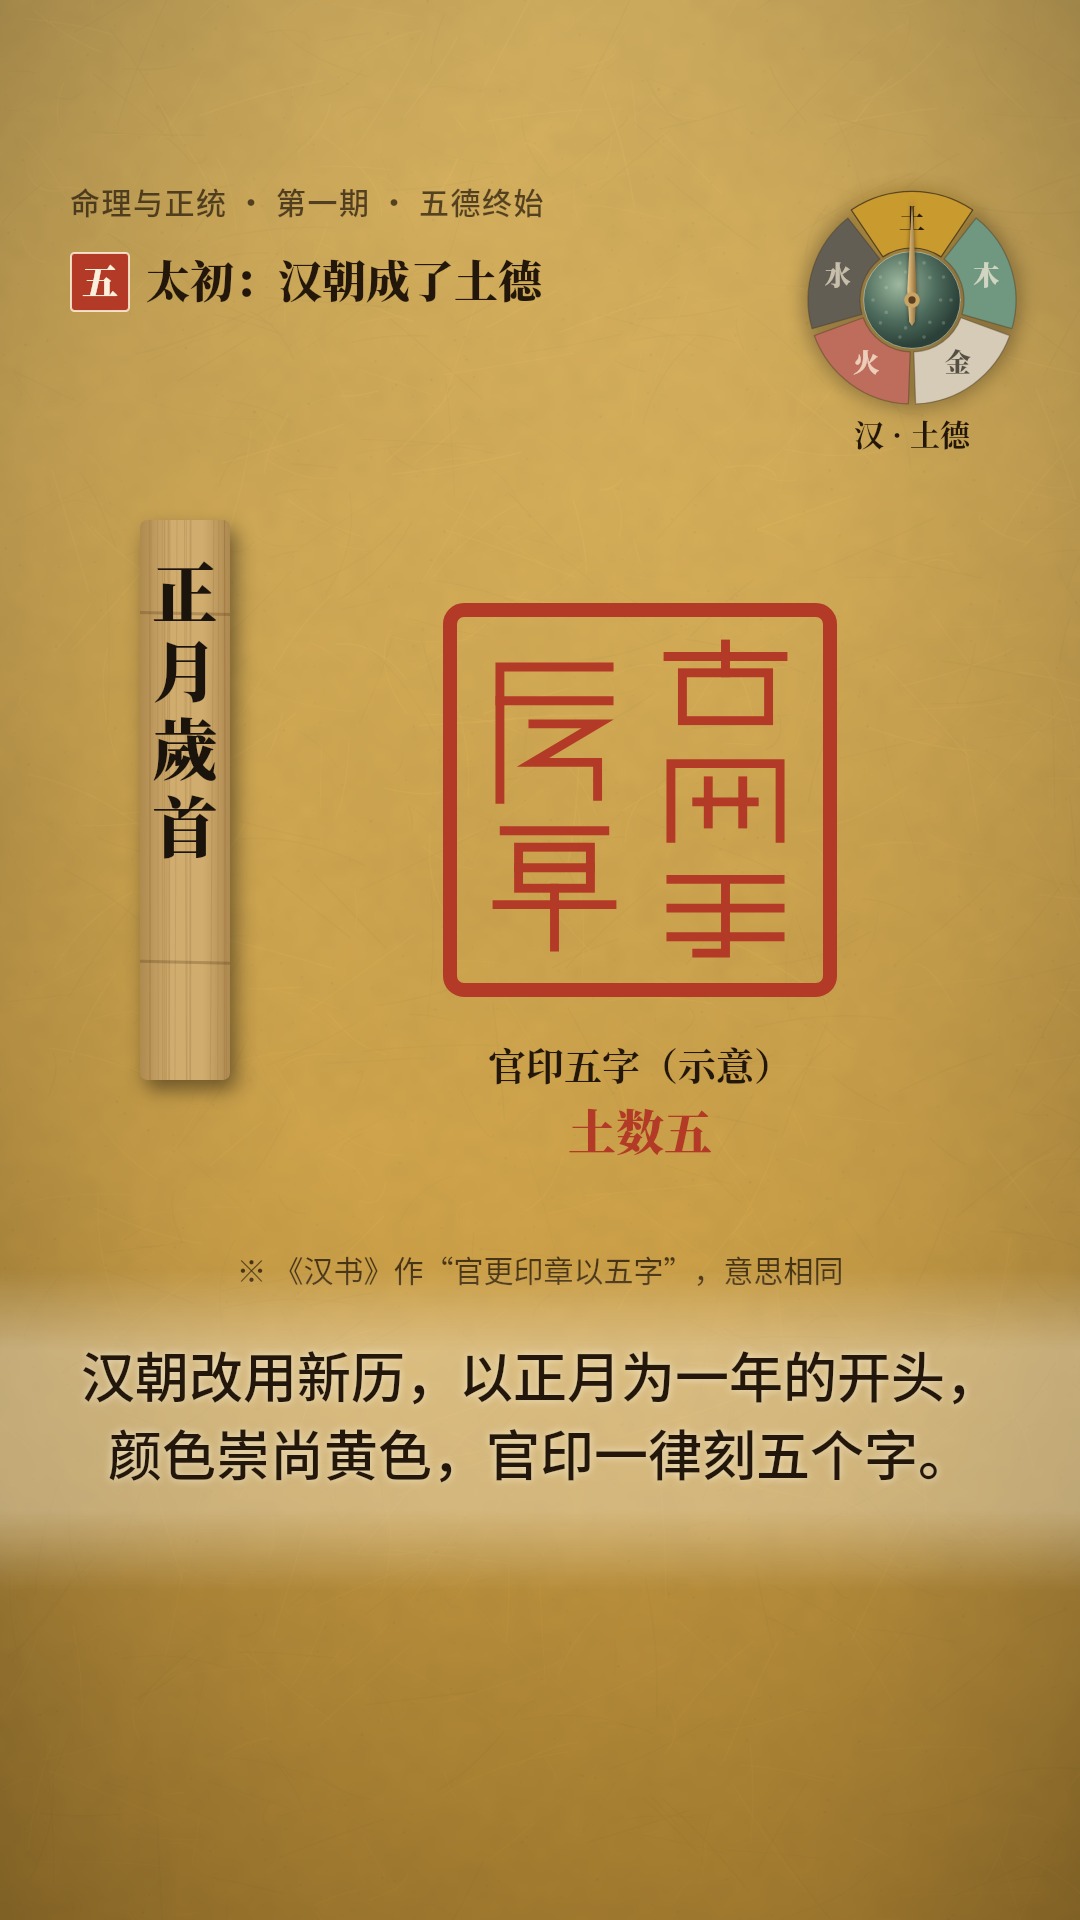 命理与正统 · 第一期 · 五德终始
五 太初：汉朝成了土德
土
木
金
火
水
汉 · 土德
正月歲首
官印五字（示意）
土数五
※ 《汉书》作“官更印章以五字”，意思相同
汉朝改用新历，以正月为一年的开头，
颜色崇尚黄色，官印一律刻五个字。